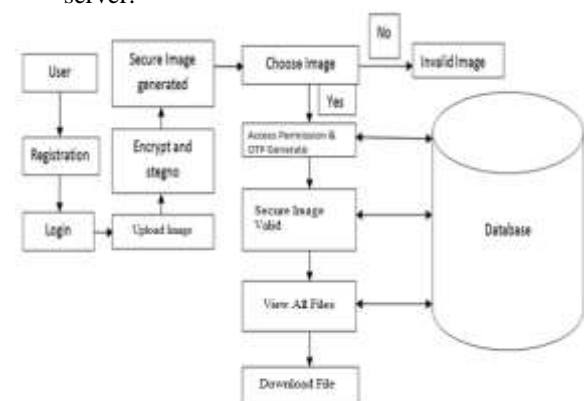 server.
User
Registration
Login
Upload Image
Encrypt and
stegno
Secure Image
generated
Choose Image
No
Invalid Image
Yes
Access Permission &
OTP Generate
Secure Image
Valid
View All Files
Download File
Database